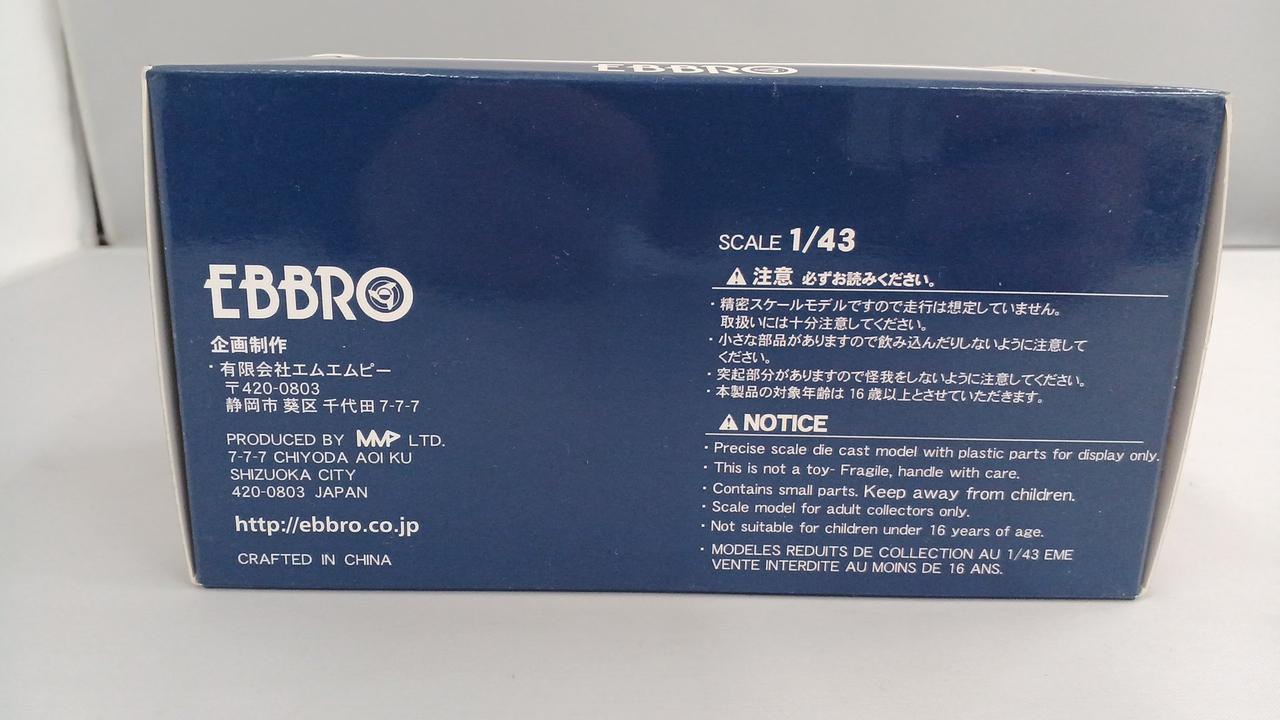 EBBRO
EBBRO
企画制作
・有限会社エムエムピー
〒420-0803
静岡市 葵区 千代田 7-7-7
PRODUCED BY MMP LTD.
7-7-7 CHIYODA AOI KU
SHIZUOKA CITY
420-0803 JAPAN
http://ebbro.co.jp
CRAFTED IN CHINA
SCALE 1/43
注意 必ずお読みください。
・精密スケールモデルですので走行は想定していません。
取扱いには十分注意してください。
・小さな部品がありますので飲み込んだりしないように注意して
ください。
・突起部分がありますので怪我をしないように注意してください。
・本製品の対象年齢は 16 歳以上とさせていただきます。
NOTICE
・Precise scale die cast model with plastic parts for display only.
・This is not a toy- Fragile, handle with care.
・Contains small parts. Keep away from children.
・Scale model for adult collectors only.
・Not suitable for children under 16 years of age.
・MODELES REDUITS DE COLLECTION AU 1/43 EME
VENTE INTERDITE AU MOINS DE 16 ANS.